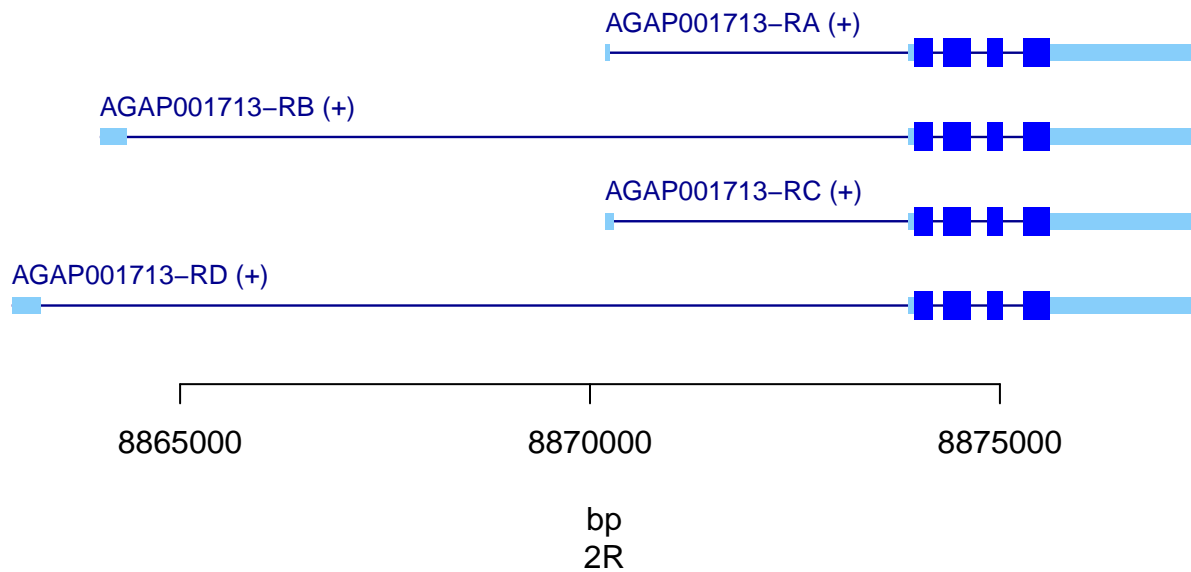 AGAP001713−RA (+)
AGAP001713−RB (+)
AGAP001713−RC (+)
AGAP001713−RD (+)
8865000 8870000 8875000
bp
2R